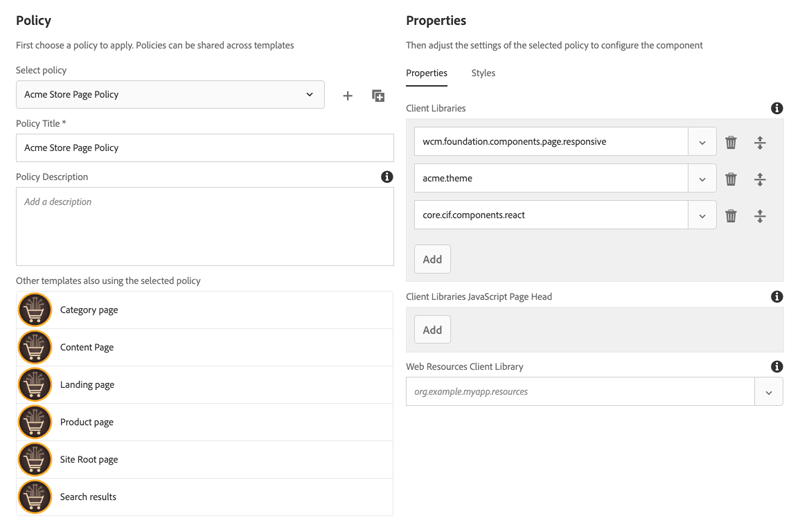 Policy
First choose a policy to apply. Policies can be shared across templates
Select policy
Acme Store Page Policy
Policy Title *
Acme Store Page Policy
Policy Description
Add a description
Other templates also using the selected policy
Category page
Content Page
Landing page
Product page
Site Root page
Search results
Properties
Then adjust the settings of the selected policy to configure the component
Properties Styles
Client Libraries
wcm.foundation.components.page.responsive
acme.theme
core.cif.components.react
Add
Client Libraries JavaScript Page Head
Add
Web Resources Client Library
org.example.myapp.resources